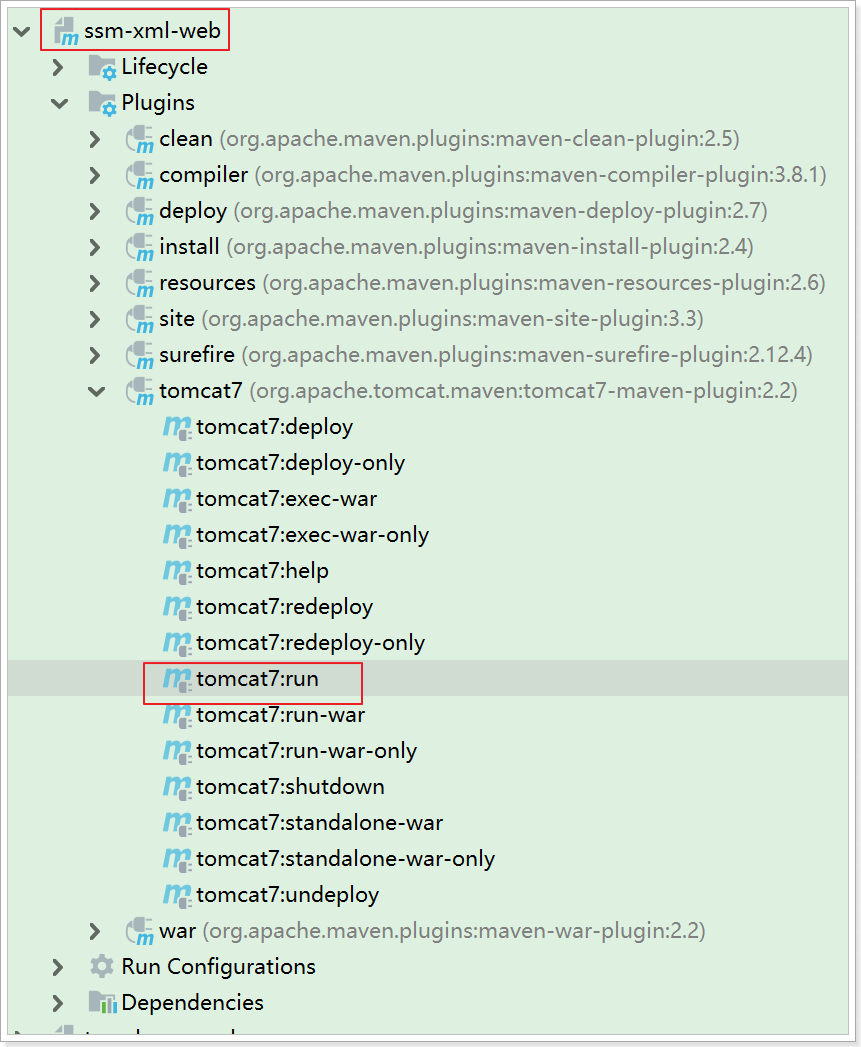 ssm-xml-web
Lifecycle
Plugins
clean (org.apache.maven.plugins:maven-clean-plugin:2.5)
compiler (org.apache.maven.plugins:maven-compiler-plugin:3.8.1)
deploy (org.apache.maven.plugins:maven-deploy-plugin:2.7)
install (org.apache.maven.plugins:maven-install-plugin:2.4)
resources (org.apache.maven.plugins:maven-resources-plugin:2.6)
site (org.apache.maven.plugins:maven-site-plugin:3.3)
surefire (org.apache.maven.plugins:maven-surefire-plugin:2.12.4)
tomcat7 (org.apache.tomcat.maven:tomcat7-maven-plugin:2.2)
tomcat7:deploy
tomcat7:deploy-only
tomcat7:exec-war
tomcat7:exec-war-only
tomcat7:help
tomcat7:redeploy
tomcat7:redeploy-only
tomcat7:run
tomcat7:run-war
tomcat7:run-war-only
tomcat7:shutdown
tomcat7:standalone-war
tomcat7:standalone-war-only
tomcat7:undeploy
war (org.apache.maven.plugins:maven-war-plugin:2.2)
Run Configurations
Dependencies